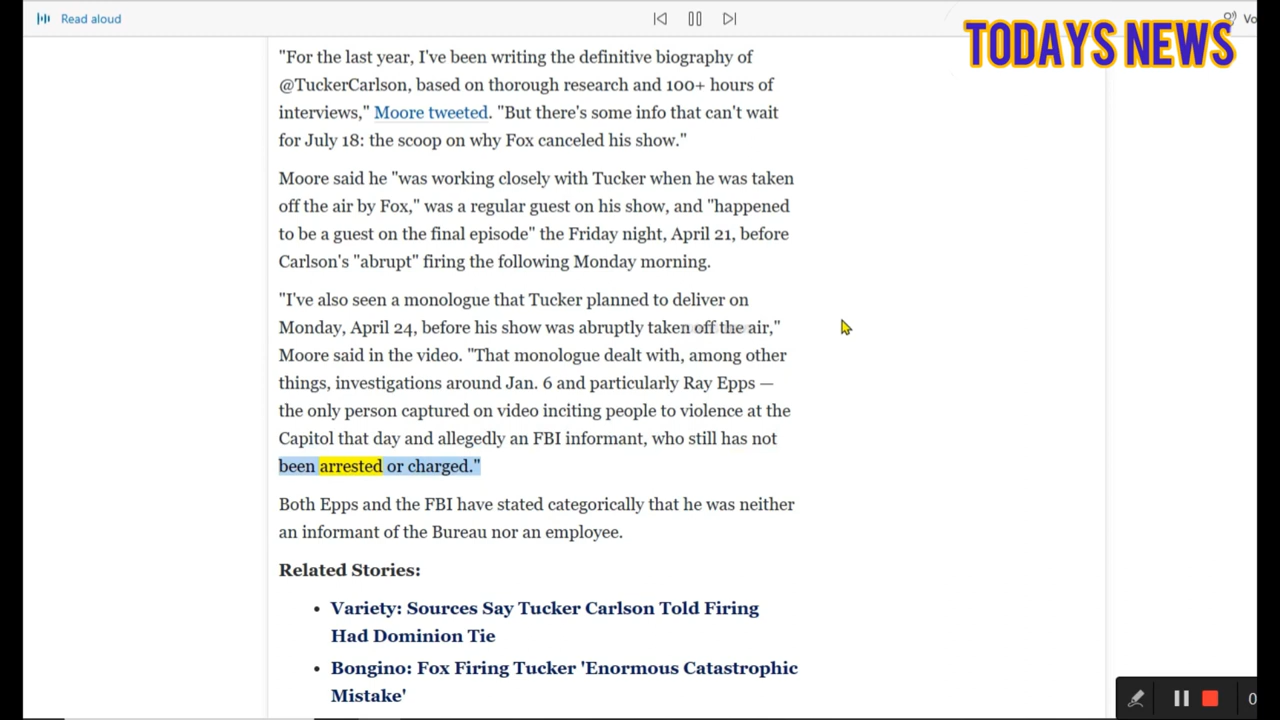 Read aloud
Vo
TODAYS NEWS
"For the last year, I've been writing the definitive biography of
@TuckerCarlson, based on thorough research and 100+ hours of
interviews," Moore tweeted. "But there's some info that can't wait
for July 18: the scoop on why Fox canceled his show."
Moore said he "was working closely with Tucker when he was taken
off the air by Fox," was a regular guest on his show, and "happened
to be a guest on the final episode" the Friday night, April 21, before
Carlson's "abrupt" firing the following Monday morning.
"I've also seen a monologue that Tucker planned to deliver on
Monday, April 24, before his show was abruptly taken off the air,"
Moore said in the video. "That monologue dealt with, among other
things, investigations around Jan. 6 and particularly Ray Epps —
the only person captured on video inciting people to violence at the
Capitol that day and allegedly an FBI informant, who still has not
been arrested or charged."
Both Epps and the FBI have stated categorically that he was neither
an informant of the Bureau nor an employee.
Related Stories:
• Variety: Sources Say Tucker Carlson Told Firing
Had Dominion Tie
• Bongino: Fox Firing Tucker 'Enormous Catastrophic
Mistake'
0